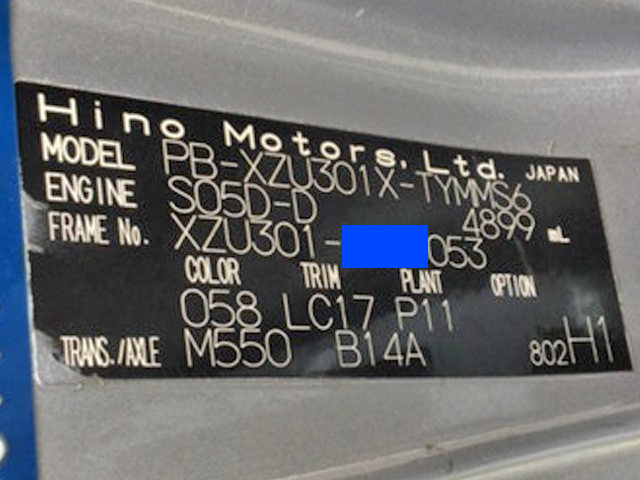 Hino Motors, Ltd. JAPAN
MODEL PB-XZU301X-TYMMS6
ENGINE S05D-D 4899 mL
FRAME No. XZU301- 053
COLOR TRIM PLANT OPTION
058 LC17 P11
TRANS./AXLE M550 B14A 802H1